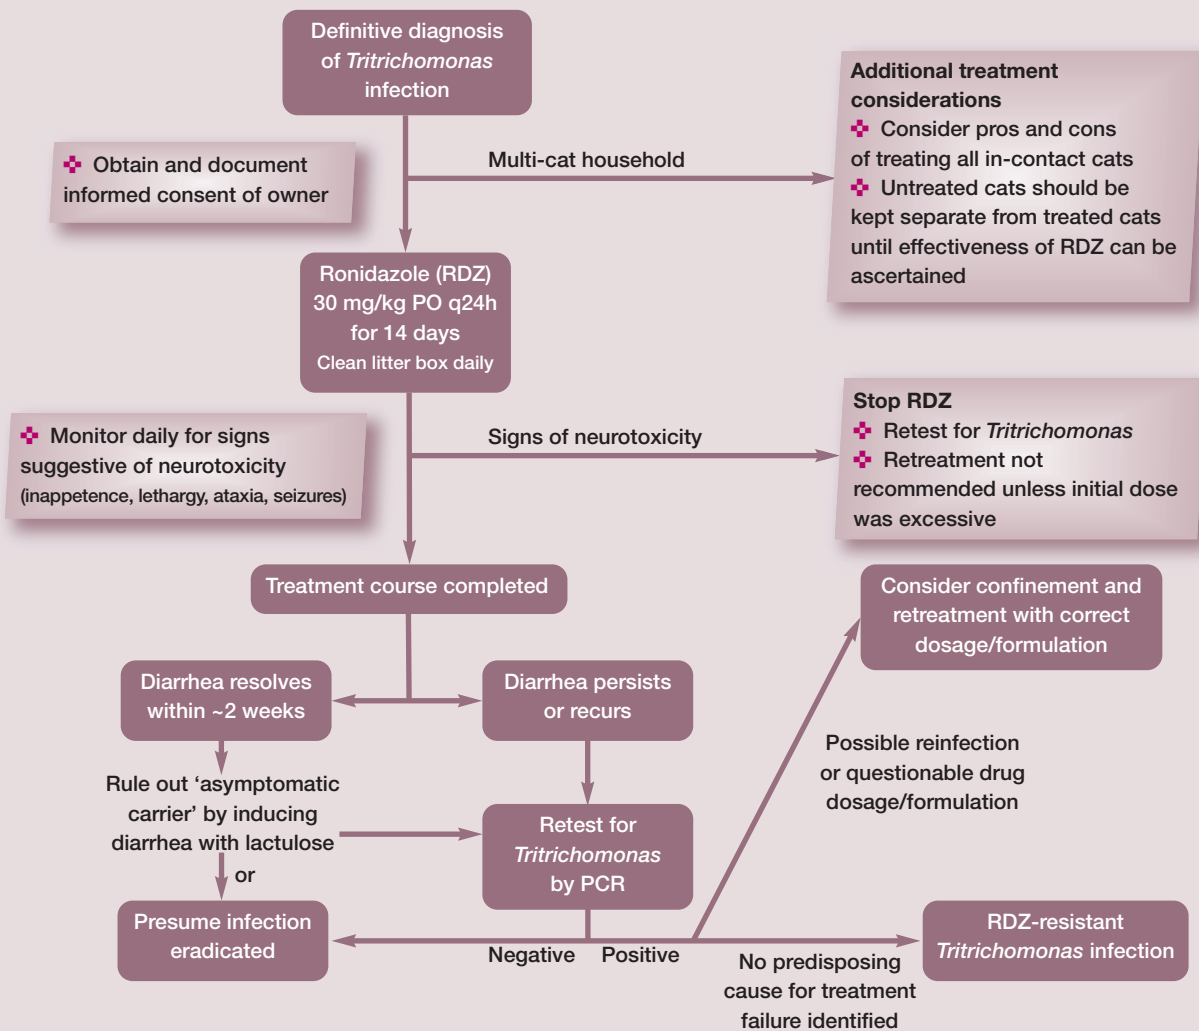 Definitive diagnosis
of Tritrichomonas
infection
Obtain and document
informed consent of owner
Multi-cat household
Additional treatment
considerations
Consider pros and cons
of treating all in-contact cats
Untreated cats should be
kept separate from treated cats
until effectiveness of RDZ can be
ascertained
Ronidazole (RDZ)
30 mg/kg PO q24h
for 14 days
Clean litter box daily
Monitor daily for signs
suggestive of neurotoxicity
(inappetence, lethargy, ataxia, seizures)
Signs of neurotoxicity
Stop RDZ
Retest for Tritrichomonas
Retreatment not
recommended unless initial dose
was excessive
Treatment course completed
Consider confinement and
retreatment with correct
dosage/formulation
Diarrhea resolves
within ~2 weeks
Diarrhea persists
or recurs
Possible reinfection
or questionable drug
dosage/formulation
Rule out ‘asymptomatic
carrier’ by inducing
diarrhea with lactulose
or
Retest for
Tritrichomonas
by PCR
Presume infection
eradicated
Negative
Positive
No predisposing
cause for treatment
failure identified
RDZ-resistant
Tritrichomonas infection